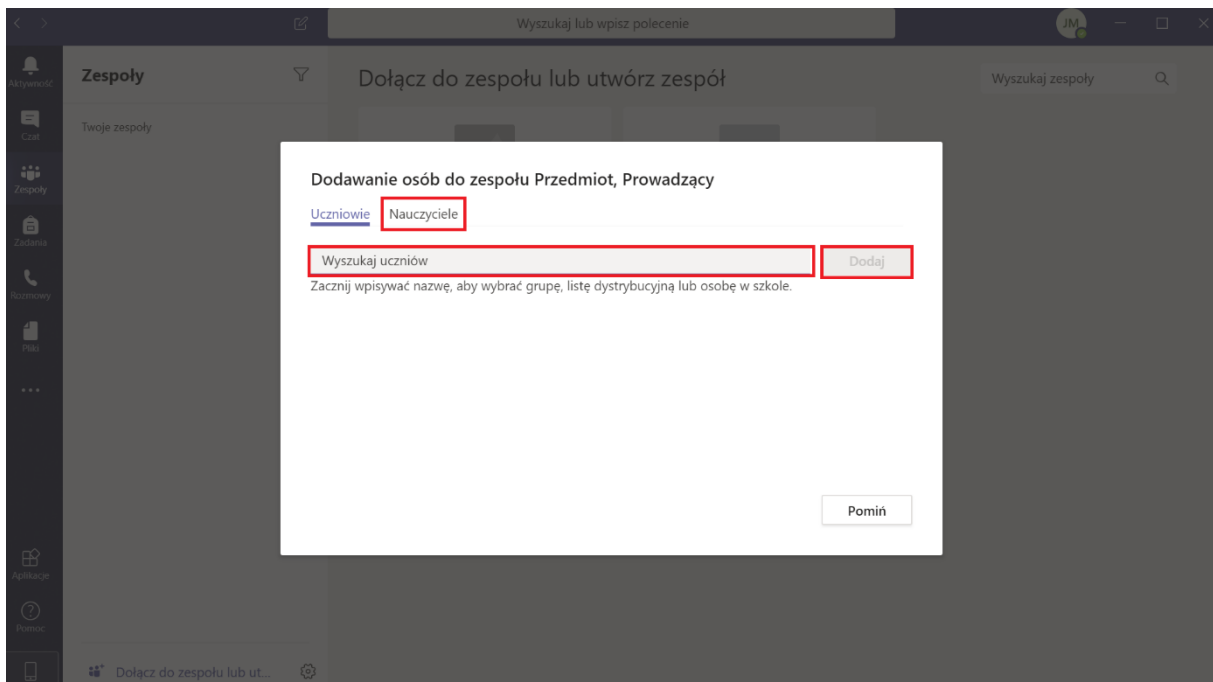 Wyszukaj lub wpisz polecenie
JM
Aktywność
Czat
Zespoły
Zadania
Rozmowy
Pliki
Aplikacje
Pomoc
Zespoły
Twoje zespoły
Dołącz do zespołu lub ut...
Dołącz do zespołu lub utwórz zespół
Wyszukaj zespoły
Dodawanie osób do zespołu Przedmiot, Prowadzący
Uczniowie Nauczyciele
Wyszukaj uczniów Dodaj
Zacznij wpisywać nazwę, aby wybrać grupę, listę dystrybucyjną lub osobę w szkole.
Pomiń